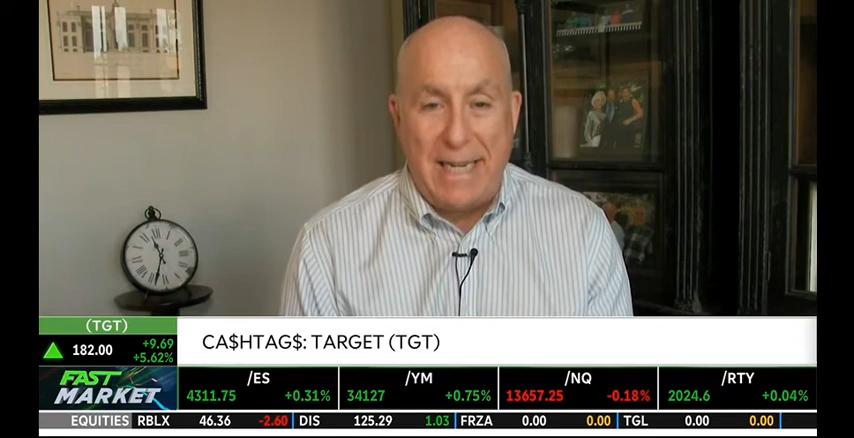 (TGT)
182.00
+9.69
+5.62%
CA$HTAG$: TARGET (TGT)
FAST
MARKET
/ES
4311.75 +0.31%
/YM
34127 +0.75%
/NQ
13657.25 -0.18%
/RTY
2024.6 +0.04%
EQUITIES RBLX 46.36 -2.60 DIS 125.29 1.03 FRZA 0.00 0.00 TGL 0.00 0.00